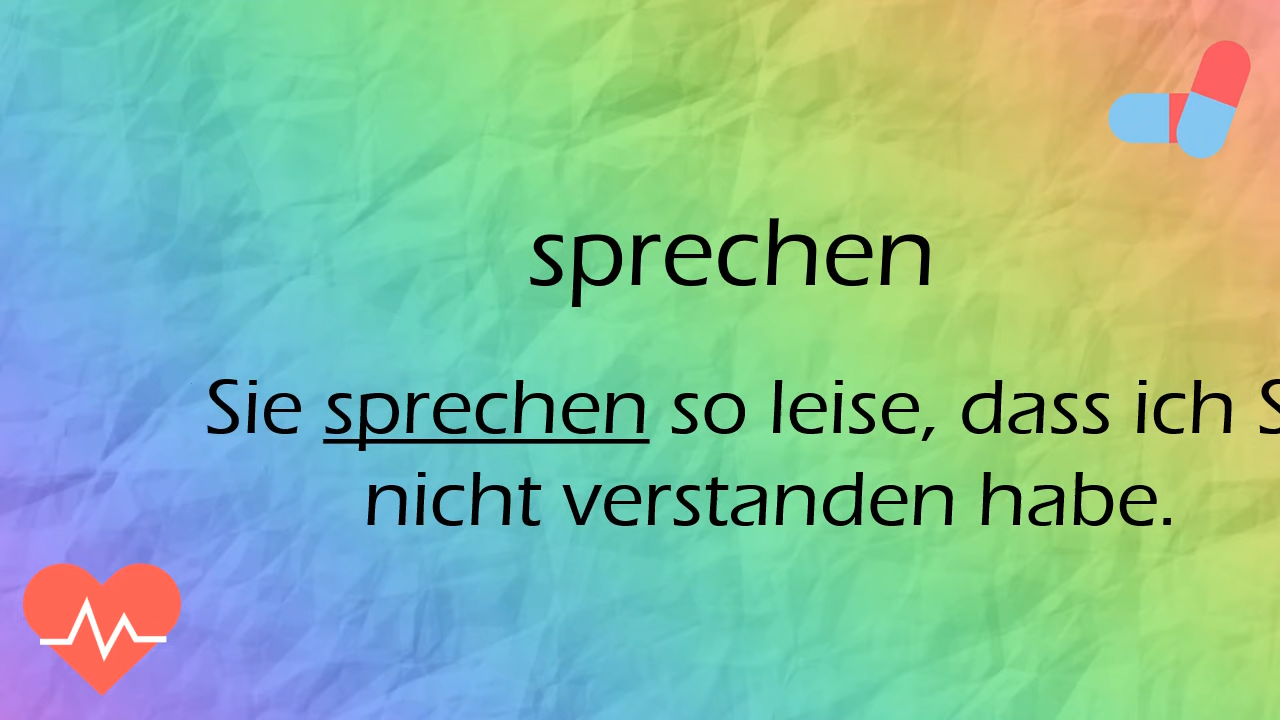 sprechen
Sie sprechen so leise, dass ich S
nicht verstanden habe.